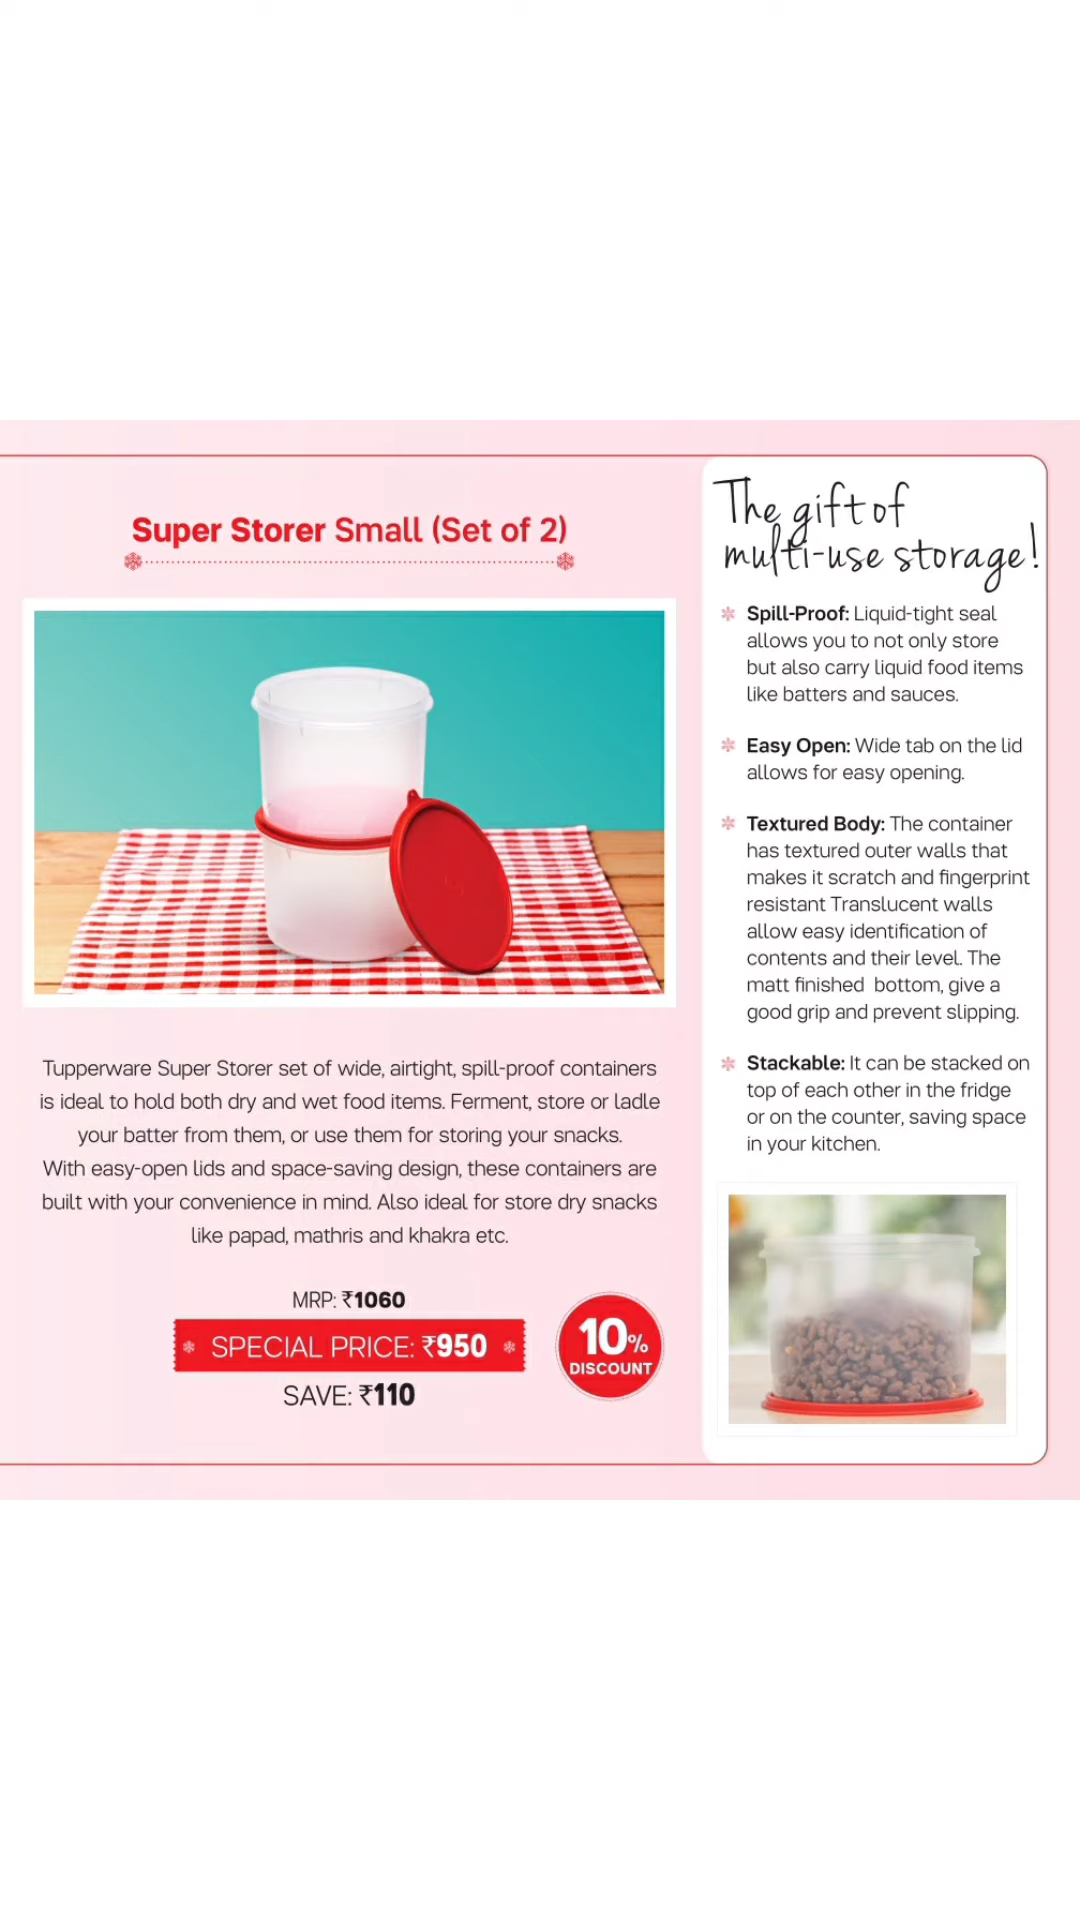 Super Storer Small (Set of 2)
Tupperware Super Storer set of wide, airtight, spill-proof containers
is ideal to hold both dry and wet food items. Ferment, store or ladle
your batter from them, or use them for storing your snacks.
With easy-open lids and space-saving design, these containers are
built with your convenience in mind. Also ideal for store dry snacks
like papad, mathris and khakra etc.
MRP: ₹1060
SPECIAL PRICE: ₹950
SAVE: ₹110
10%
DISCOUNT
The gift of
multi-use storage!
Spill-Proof: Liquid-tight seal
allows you to not only store
but also carry liquid food items
like batters and sauces.
Easy Open: Wide tab on the lid
allows for easy opening.
Textured Body: The container
has textured outer walls that
makes it scratch and fingerprint
resistant Translucent walls
allow easy identification of
contents and their level. The
matt finished bottom, give a
good grip and prevent slipping.
Stackable: It can be stacked on
top of each other in the fridge
or on the counter, saving space
in your kitchen.